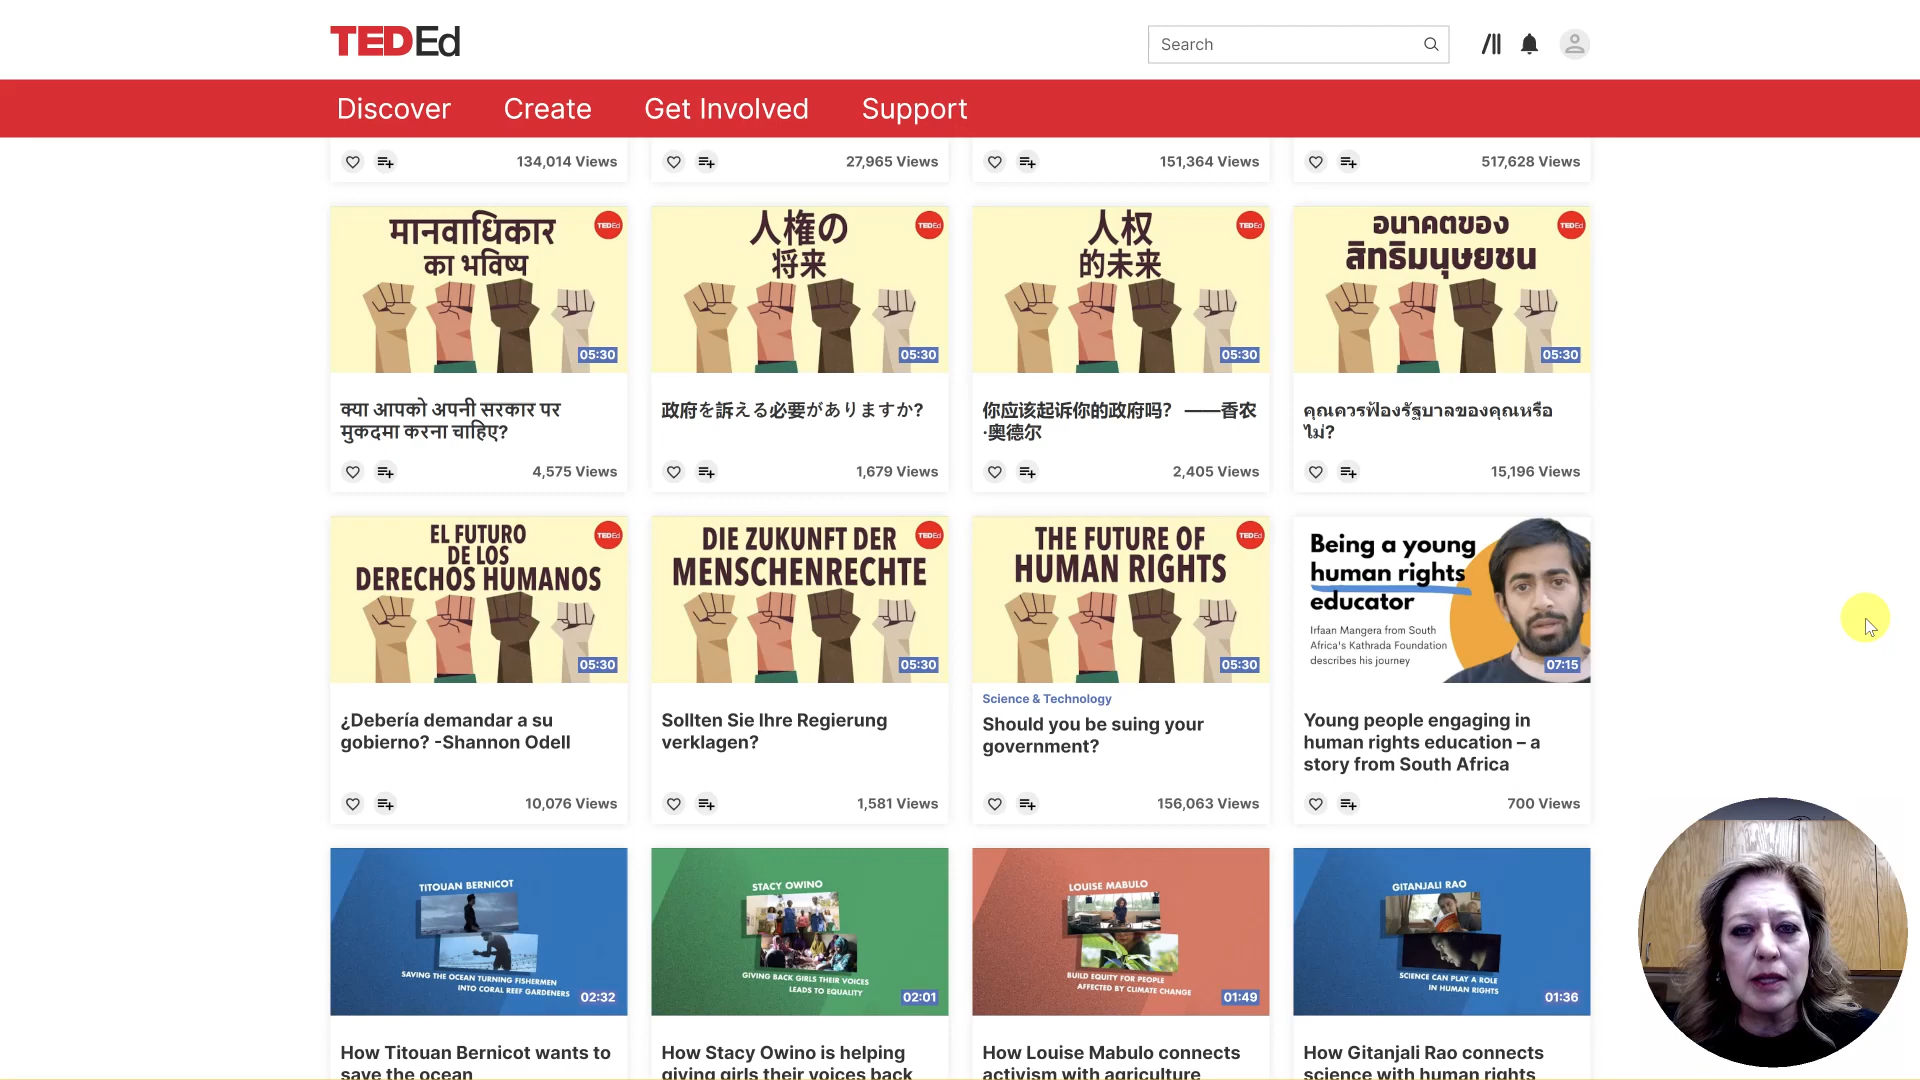 TEDEd
Search
Discover
Create
Get Involved
Support
134,014 Views
27,965 Views
151,364 Views
517,628 Views
मानवाधिकार
का भविष्य
TEDEd
05:30
人権の
将来
TEDEd
05:30
人权
的未来
TEDEd
05:30
อนาคตของ
สิทธิมนุษยชน
TEDEd
05:30
क्या आपको अपनी सरकार पर
मुकदमा करना चाहिए?
4,575 Views
政府を訴える必要がありますか?
1,679 Views
你应该起诉你的政府吗? ——香农
·奥德尔
2,405 Views
คุณควรฟ้องรัฐบาลของคุณหรือ
ไม่?
15,196 Views
EL FUTURO
DE LOS
DERECHOS HUMANOS
TEDEd
05:30
DIE ZUKUNFT DER
MENSCHENRECHTE
TEDEd
05:30
THE FUTURE OF
HUMAN RIGHTS
TEDEd
05:30
Being a young
human rights
educator
Irfaan Mangera from South
Africa's Kathrada Foundation
describes his journey
07:15
¿Debería demandar a su
gobierno? -Shannon Odell
10,076 Views
Sollten Sie Ihre Regierung
verklagen?
1,581 Views
Science & Technology
Should you be suing your
government?
156,063 Views
Young people engaging in
human rights education – a
story from South Africa
700 Views
TITOUAN BERNICOT
SAVING THE OCEAN TURNING FISHERMEN
INTO CORAL REEF GARDENERS
02:32
STACY OWINO
GIVING BACK GIRLS THEIR VOICES
LEADS TO EQUALITY
02:01
LOUISE MABULO
BUILD EQUITY FOR PEOPLE
AFFECTED BY CLIMATE CHANGE
01:49
GITANJALI RAO
SCIENCE CAN PLAY A ROLE
IN HUMAN RIGHTS
01:36
How Titouan Bernicot wants to
save the ocean
How Stacy Owino is helping
giving girls their voices back
How Louise Mabulo connects
activism with agriculture
How Gitanjali Rao connects
science with human rights